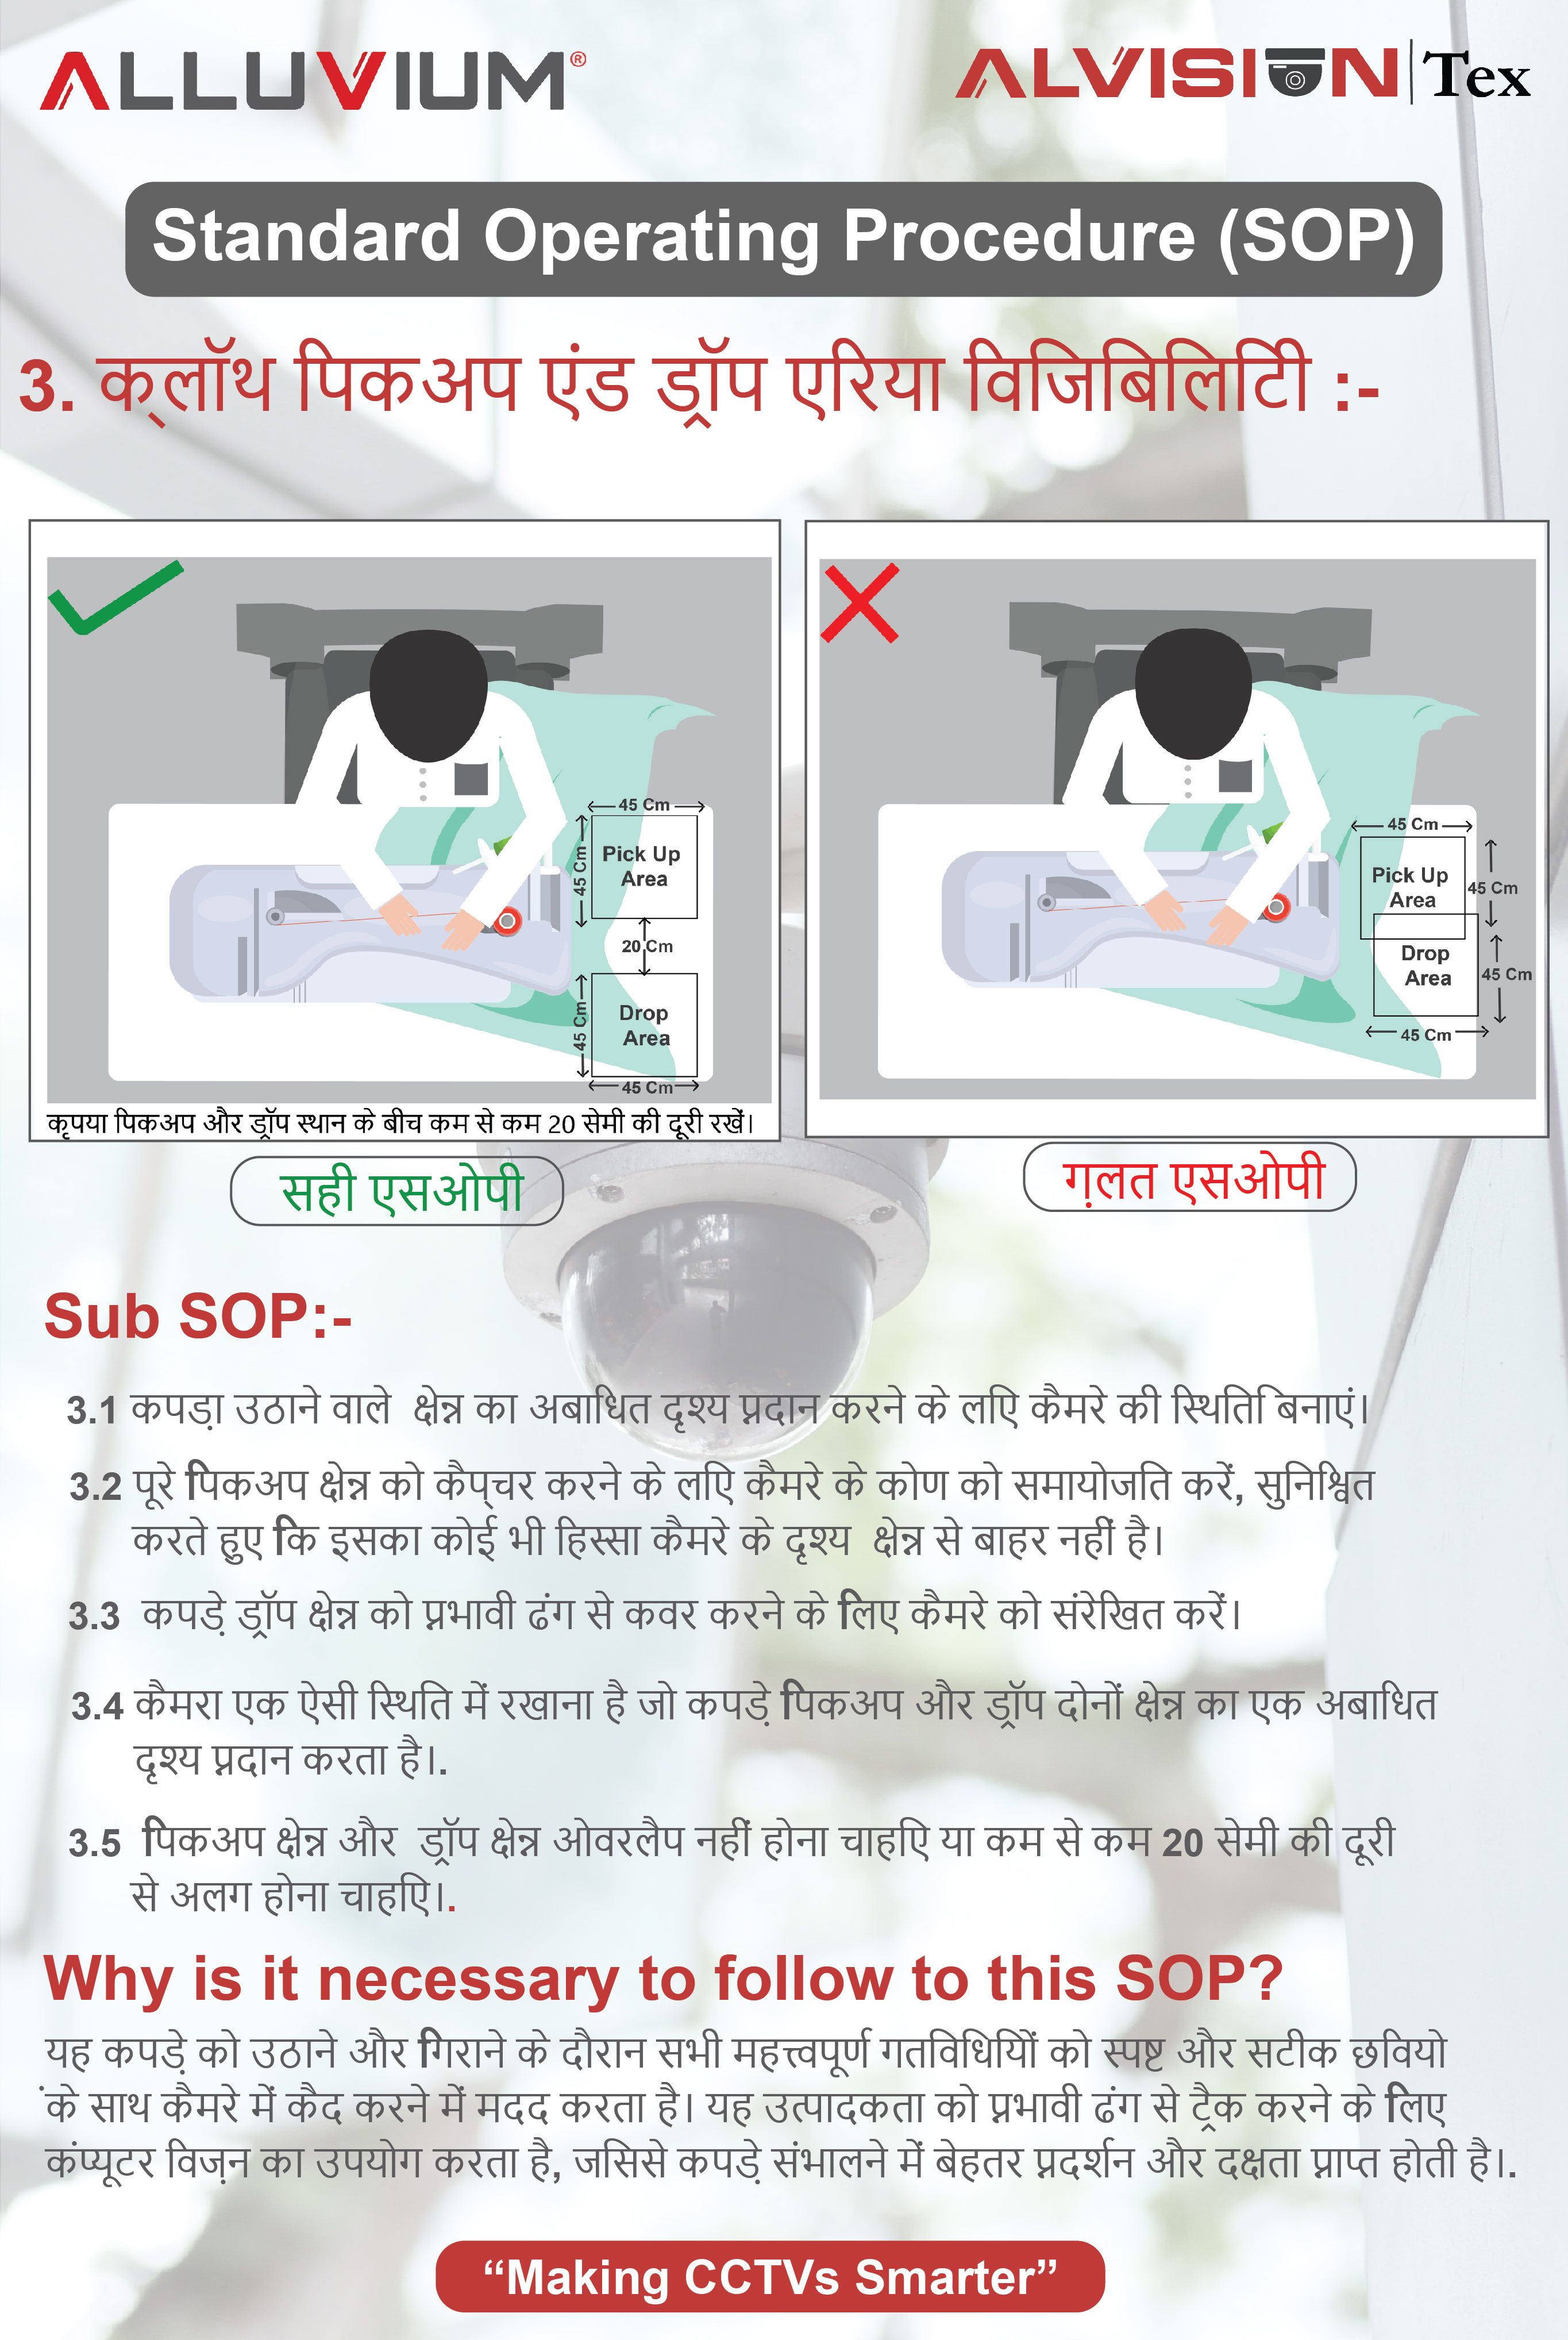 ALLUVIUM®
ALVISION | Tex
Standard Operating Procedure (SOP)
3. क्लॉथ पिकअप एंड ड्रॉप एरिया विजिबिलिटी :-
45 Cm
45 Cm
Pick Up
Area
20 Cm
45 Cm
Drop
Area
45 Cm
कृपया पिकअप और ड्रॉप स्थान के बीच कम से कम 20 सेमी की दूरी रखें।
सही एसओपी
45 Cm
Pick Up
Area
45 Cm
Drop
Area
45 Cm
45 Cm
ग़लत एसओपी
Sub SOP:-
3.1 कपड़ा उठाने वाले क्षेत्र का अबाधित दृश्य प्रदान करने के लिए कैमरे की स्थिति बनाएं।
3.2 पूरे पिकअप क्षेत्र को कैप्चर करने के लिए कैमरे के कोण को समायोजित करें, सुनिश्चित
करते हुए कि इसका कोई भी हिस्सा कैमरे के दृश्य क्षेत्र से बाहर नहीं है।
3.3 कपड़े ड्रॉप क्षेत्र को प्रभावी ढंग से कवर करने के लिए कैमरे को संरेखित करें।
3.4 कैमरा एक ऐसी स्थिति में रखाना है जो कपड़े पिकअप और ड्रॉप दोनों क्षेत्र का एक अबाधित
दृश्य प्रदान करता है।.
3.5 पिकअप क्षेत्र और ड्रॉप क्षेत्र ओवरलैप नहीं होना चाहिए या कम से कम 20 सेमी की दूरी
से अलग होना चाहिए।.
Why is it necessary to follow to this SOP?
यह कपड़े को उठाने और गिराने के दौरान सभी महत्त्वपूर्ण गतिविधियों को स्पष्ट और सटीक छवियो
ं के साथ कैमरे में कैद करने में मदद करता है। यह उत्पादकता को प्रभावी ढंग से ट्रैक करने के लिए
कंप्यूटर विज़न का उपयोग करता है, जिससे कपड़े संभालने में बेहतर प्रदर्शन और दक्षता प्राप्त होती है।.
“Making CCTVs Smarter”